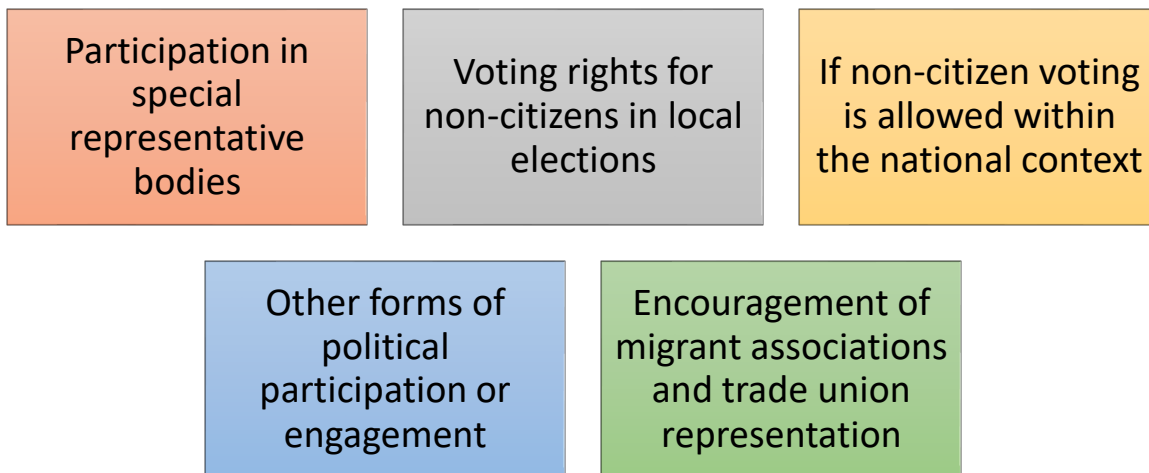 Participation in
special
representative
bodies
Voting rights for
non-citizens in local
elections
If non-citizen voting
is allowed within
the national context
Other forms of
political
participation or
engagement
Encouragement of
migrant associations
and trade union
representation